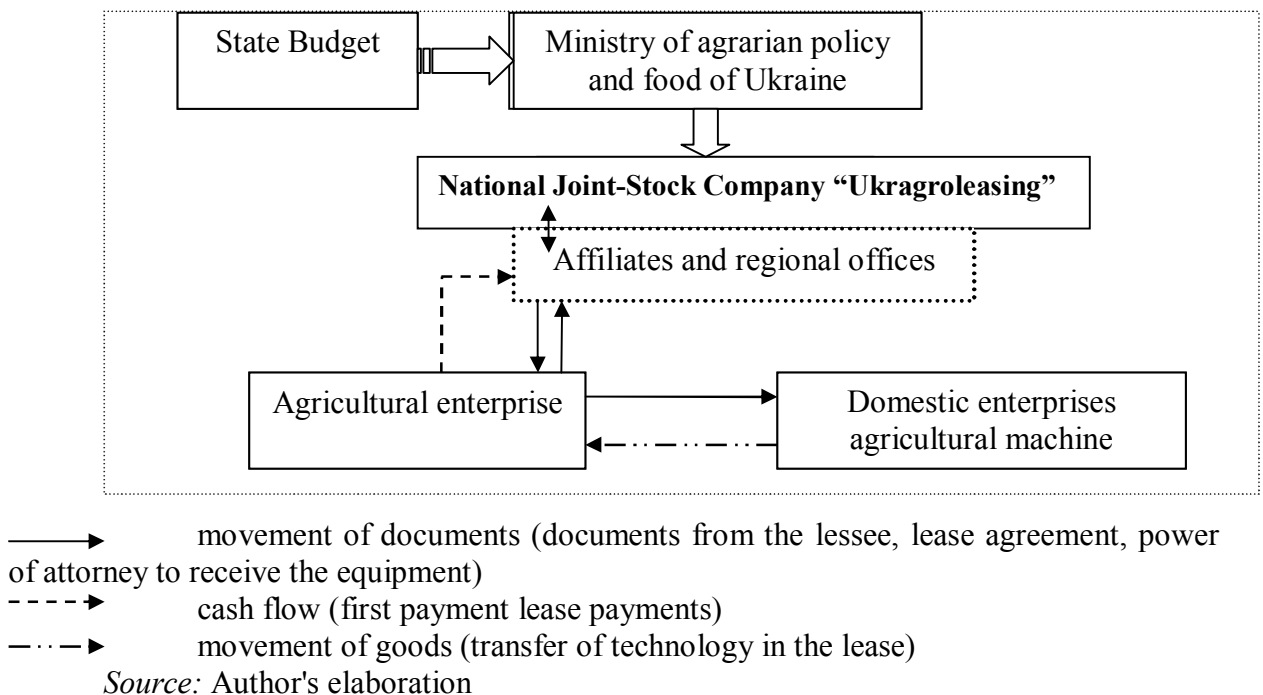 State Budget
Ministry of agrarian policy
and food of Ukraine
National Joint-Stock Company “Ukragroleasing”
Affiliates and regional offices
Agricultural enterprise
Domestic enterprises
agricultural machine
movement of documents (documents from the lessee, lease agreement, power
of attorney to receive the equipment)
cash flow (first payment lease payments)
movement of goods (transfer of technology in the lease)
Source: Author's elaboration